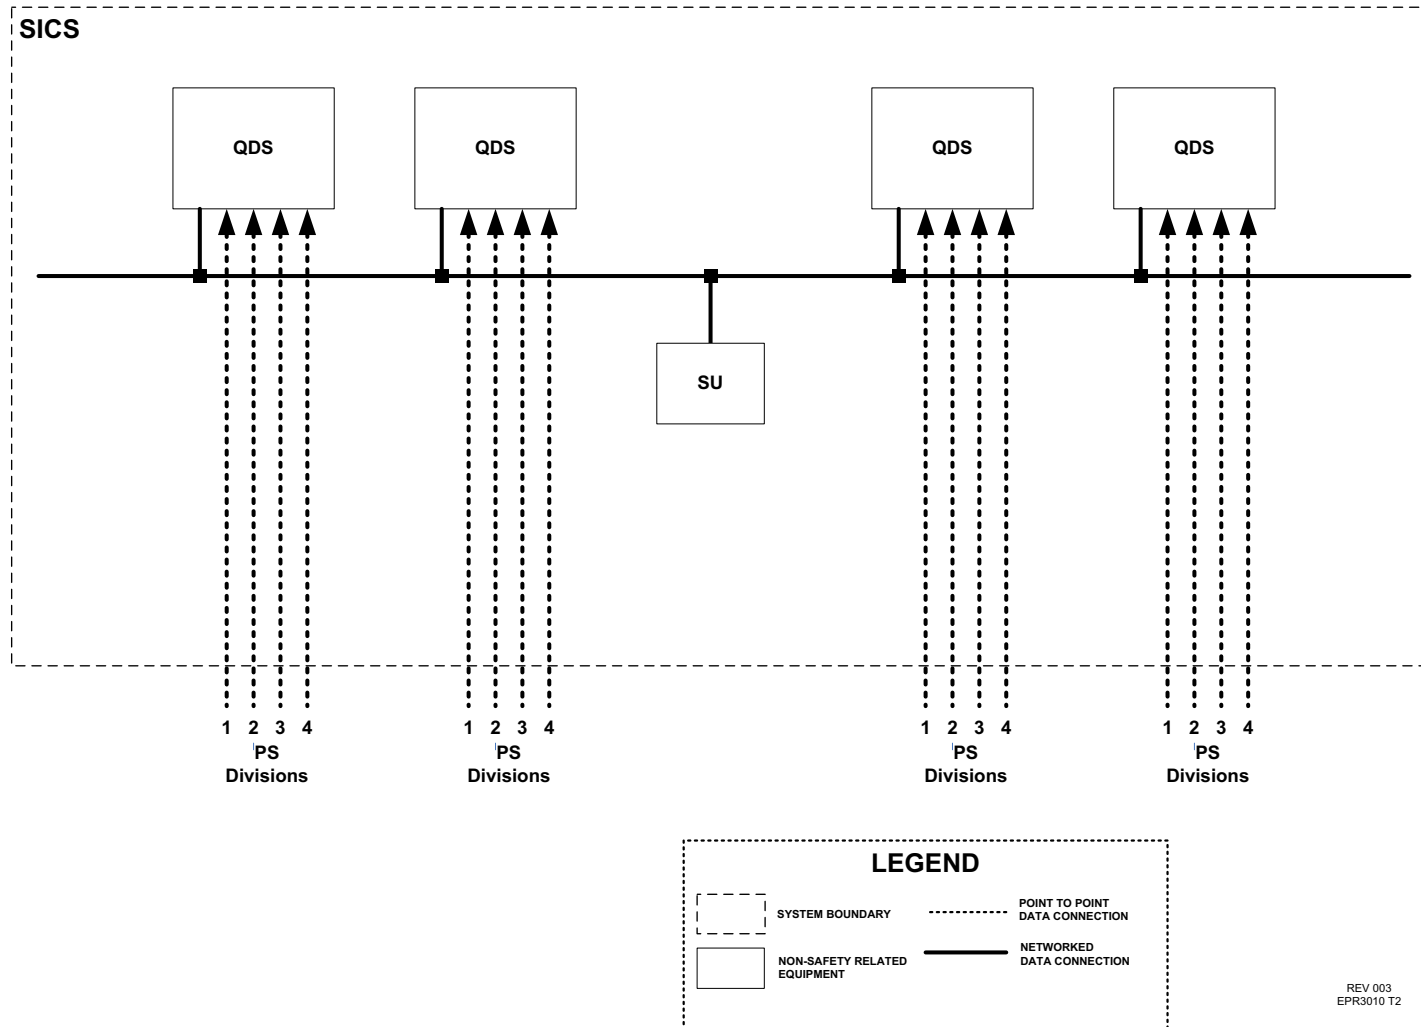 SICS
QDS
QDS
QDS
QDS
SU
1 2 3 4
PS
Divisions
1 2 3 4
PS
Divisions
1 2 3 4
PS
Divisions
1 2 3 4
PS
Divisions
LEGEND
SYSTEM BOUNDARY
POINT TO POINT
DATA CONNECTION
NON-SAFETY RELATED
EQUIPMENT
NETWORKED
DATA CONNECTION
REV 003
EPR3010 T2